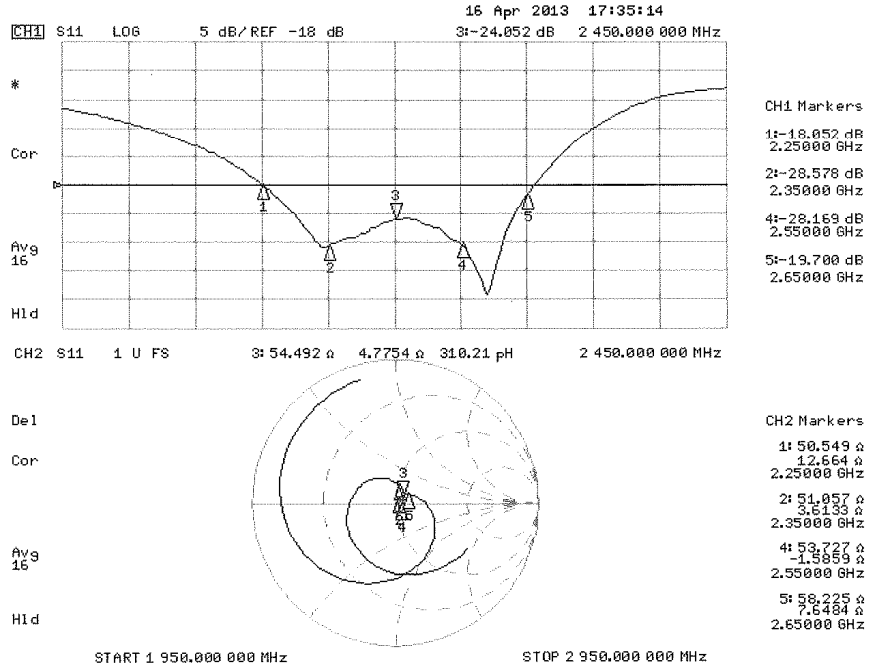 16 Apr 2013 17:35:14
CH1 S11 LOG 5 dB/REF -18 dB 3:-24.052 dB 2 450.000 000 MHz
*
Cor
Avg
16
Hld
1
2
3
4
5
CH1 Markers
1:-18.052 dB
2.25000 GHz
2:-28.578 dB
2.35000 GHz
4:-28.169 dB
2.55000 GHz
5:-19.700 dB
2.65000 GHz
CH2 S11 1 U FS 3: 54.492 Ω 4.7754 Ω 310.21 pH 2 450.000 000 MHz
Del
Cor
Avg
16
Hld
3
4
CH2 Markers
1: 50.549 Ω
12.664 Ω
2.25000 GHz
2: 51.057 Ω
3.6133 Ω
2.35000 GHz
4: 53.727 Ω
-1.5859 Ω
2.55000 GHz
5: 58.225 Ω
7.6484 Ω
2.65000 GHz
START 1 950.000 000 MHz STOP 2 950.000 000 MHz